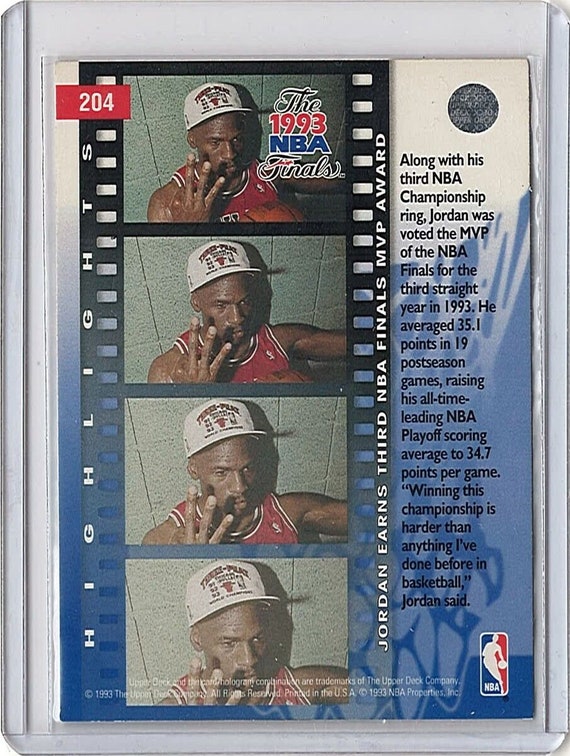 204
HIGHLIGHTS
The
1993
NBA
Finals
JORDAN EARNS THIRD NBA FINALS MVP AWARD
Along with his
third NBA
Championship
ring, Jordan was
voted the MVP
of the NBA
Finals for the
third straight
year in 1993. He
averaged 35.1
points in 19
postseason
games, raising
his all-time-
leading NBA
Playoff scoring
average to 34.7
points per game.
“Winning this
championship is
harder than
anything I've
done before in
basketball,”
Jordan said.
Upper Deck and the card/hologram combination are trademarks of The Upper Deck Company.
© 1993 The Upper Deck Company. All Rights Reserved. Printed in the U.S.A. © 1993 NBA Properties, Inc.
NBA